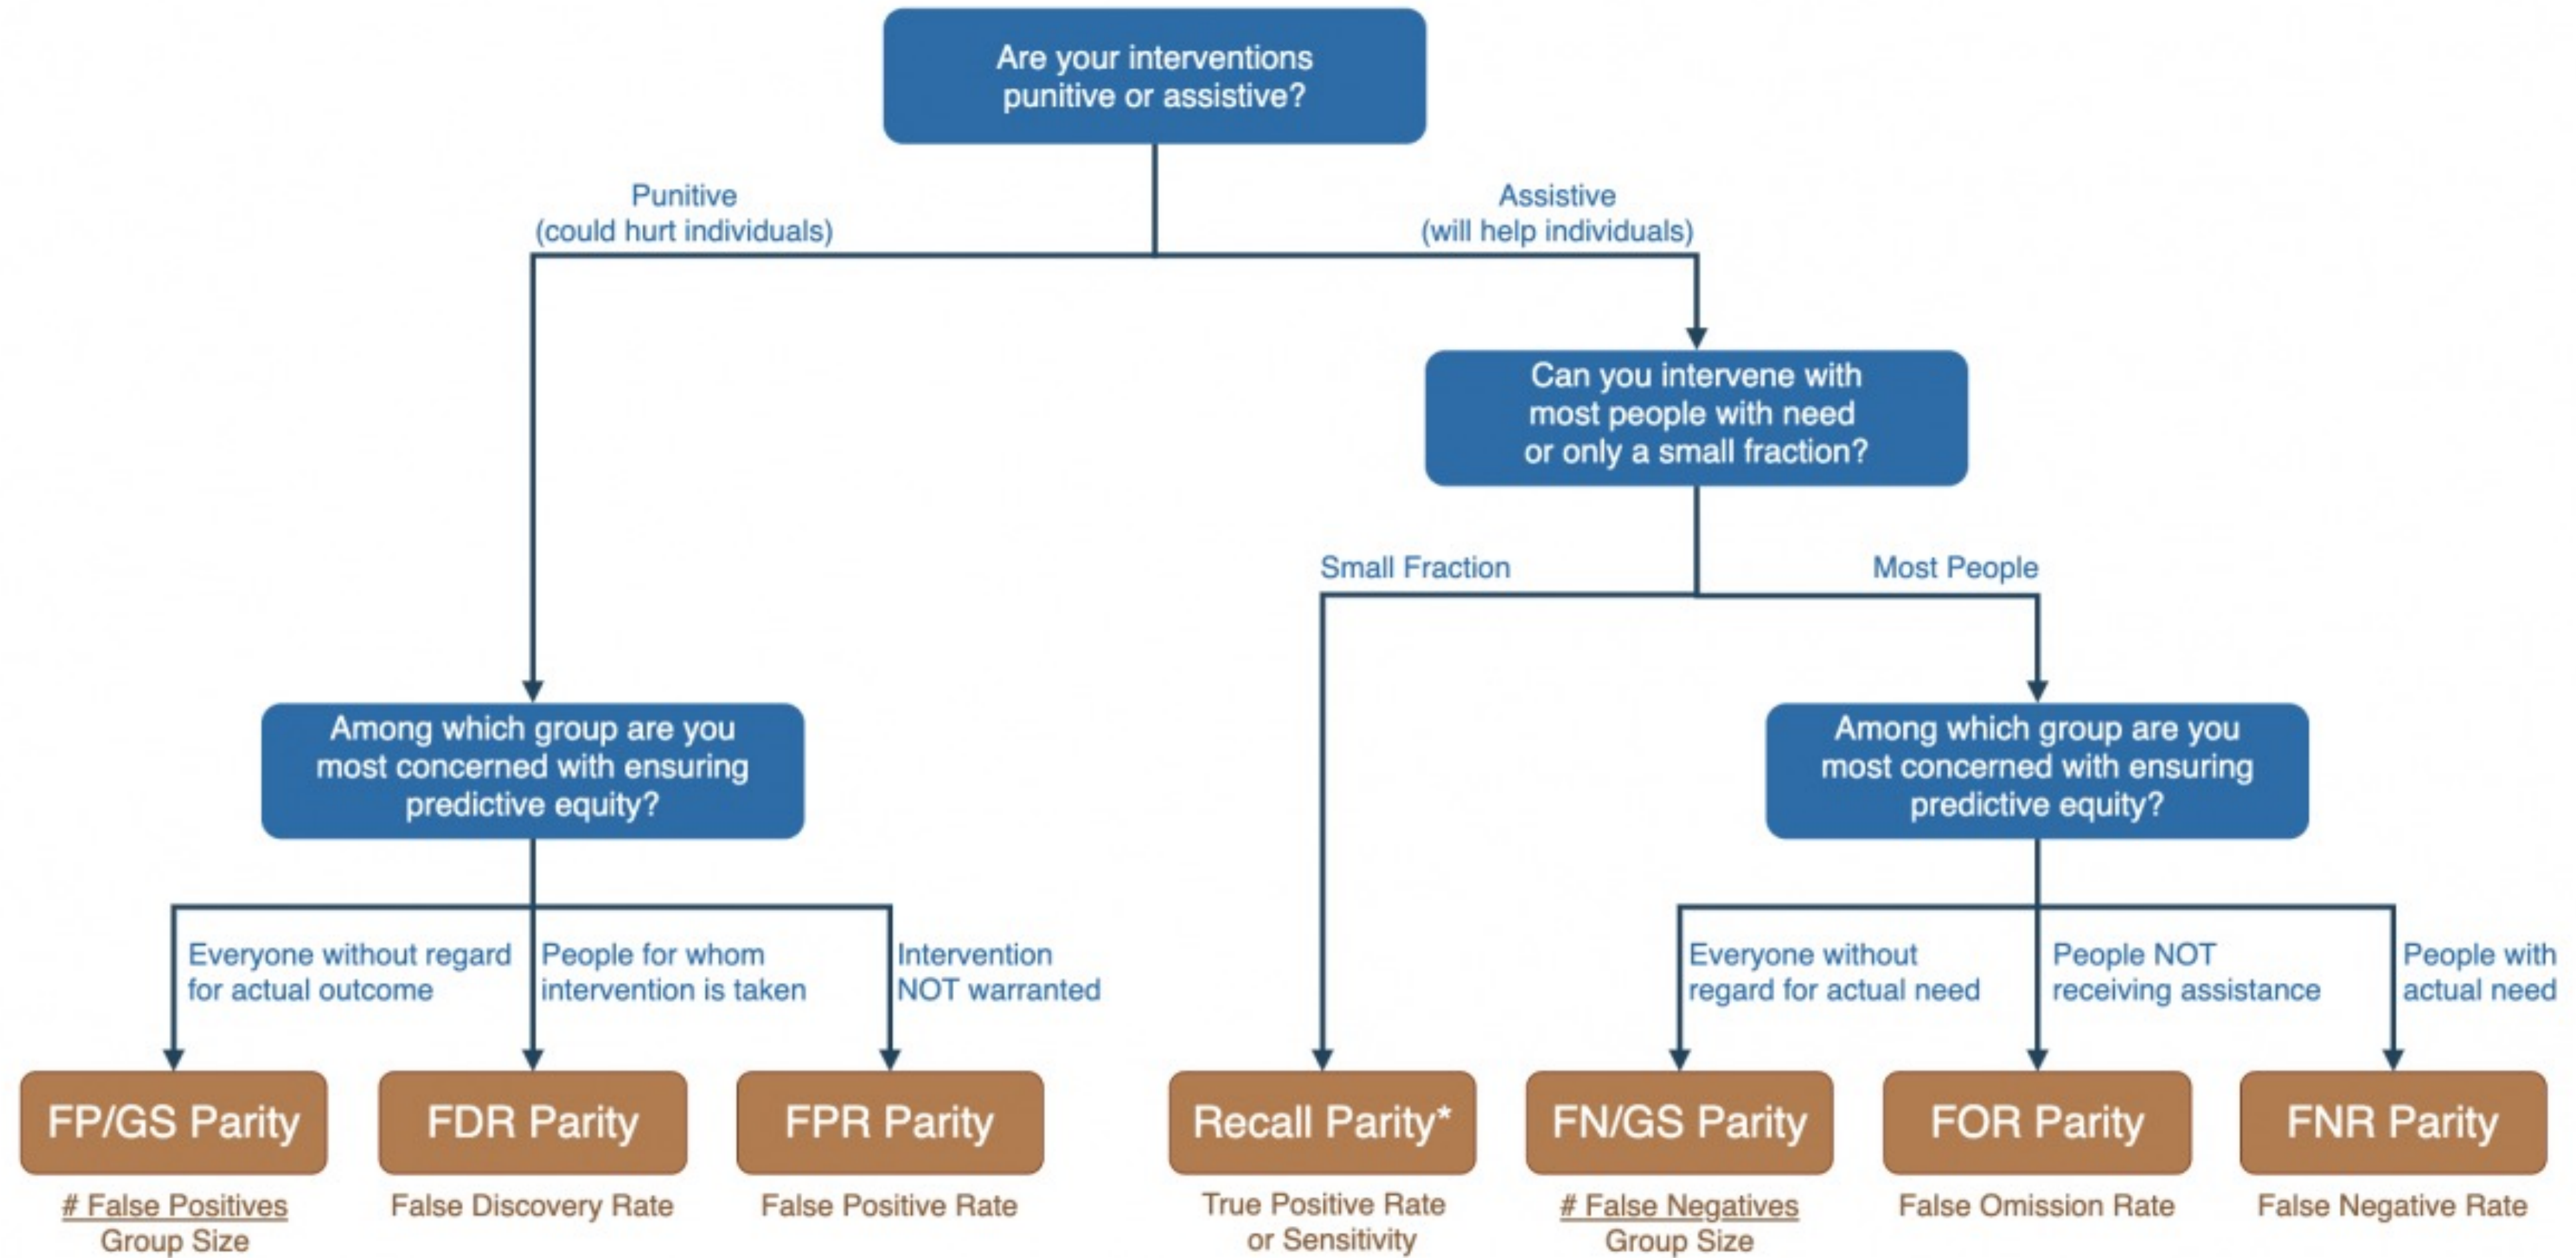 Are your interventions
punitive or assistive?
Punitive
(could hurt individuals)
Assistive
(will help individuals)
Can you intervene with
most people with need
or only a small fraction?
Small Fraction
Most People
Among which group are you
most concerned with ensuring
predictive equity?
Among which group are you
most concerned with ensuring
predictive equity?
Everyone without regard
for actual outcome
People for whom
intervention is taken
Intervention
NOT warranted
Everyone without
regard for actual need
People NOT
receiving assistance
People with
actual need
FP/GS Parity
FDR Parity
FPR Parity
Recall Parity*
FN/GS Parity
FOR Parity
FNR Parity
# False Positives
Group Size
False Discovery Rate
False Positive Rate
True Positive Rate
or Sensitivity
# False Negatives
Group Size
False Omission Rate
False Negative Rate